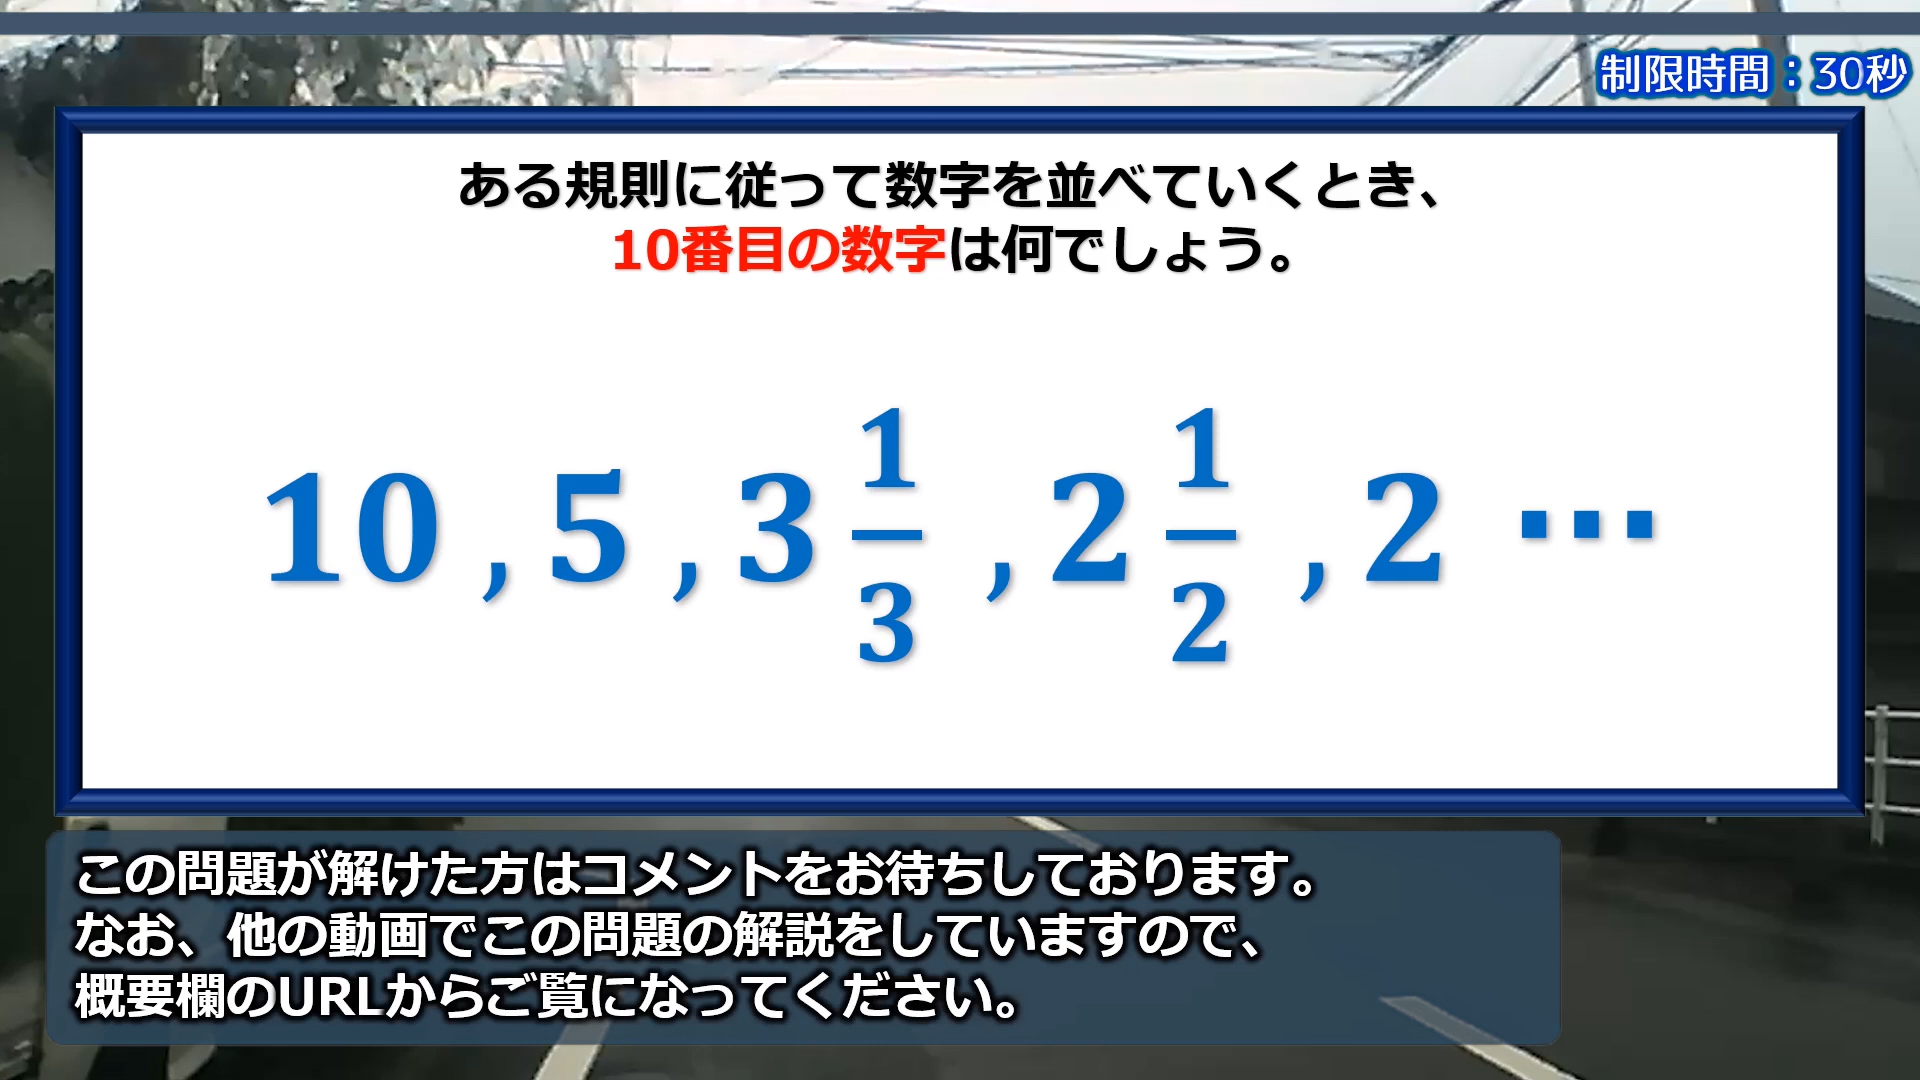 制限時間：30秒
ある規則に従って数字を並べていくとき、
10番目の数字は何でしょう。
10 , 5 , 3 1/3 , 2 1/2 , 2 …
この問題が解けた方はコメントをお待ちしております。
なお、他の動画でこの問題の解説をしていますので、
概要欄のURLからご覧になってください。